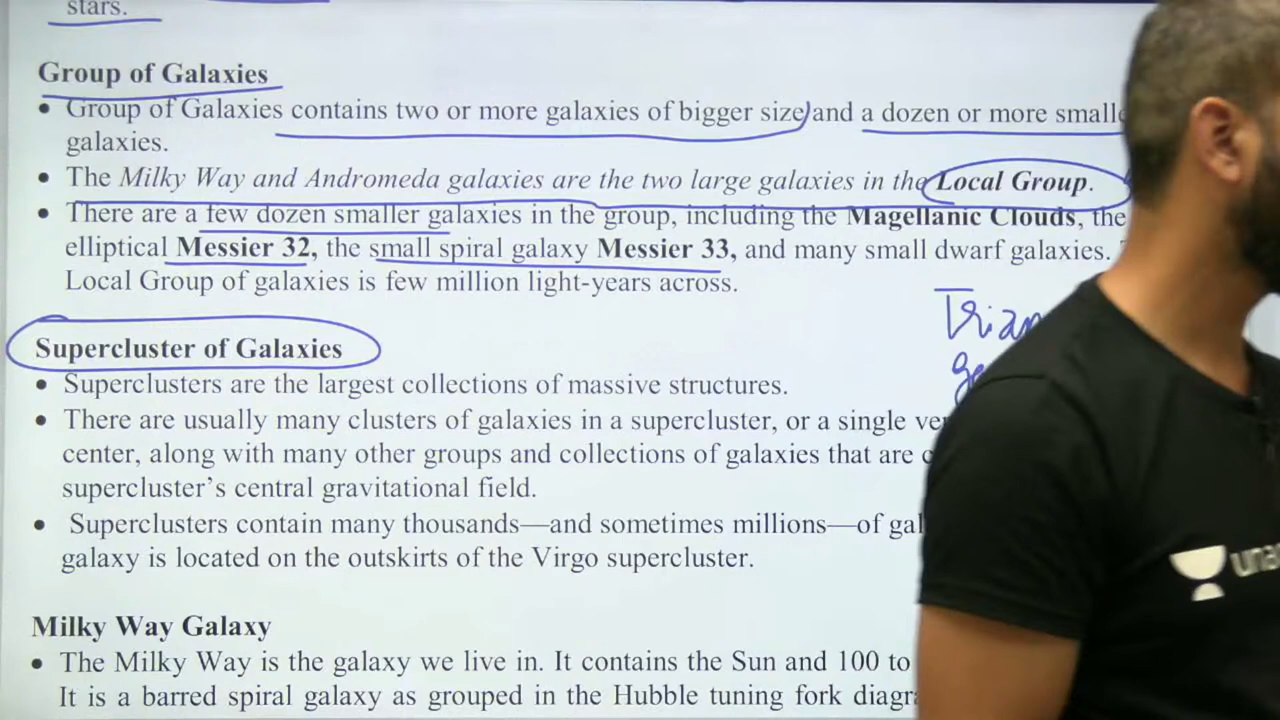 stars.
Group of Galaxies
• Group of Galaxies contains two or more galaxies of bigger size and a dozen or more
galaxies.
• The Milky Way and Andromeda galaxies are the two large galaxies in the Local Group.
• There are a few dozen smaller galaxies in the group, including the Magellanic Clouds, the
elliptical Messier 32, the small spiral galaxy Messier 33, and many small dwarf galaxies.
Local Group of galaxies is few million light-years across.
Supercluster of Galaxies
• Superclusters are the largest collections of massive structures.
• There are usually many clusters of galaxies in a supercluster, or a single
center, along with many other groups and collections of galaxies that are
supercluster’s central gravitational field.
• Superclusters contain many thousands—and sometimes millions—of
galaxy is located on the outskirts of the Virgo supercluster.
Milky Way Galaxy
• The Milky Way is the galaxy we live in. It contains the Sun and 100 to
It is a barred spiral galaxy as grouped in the Hubble tuning fork